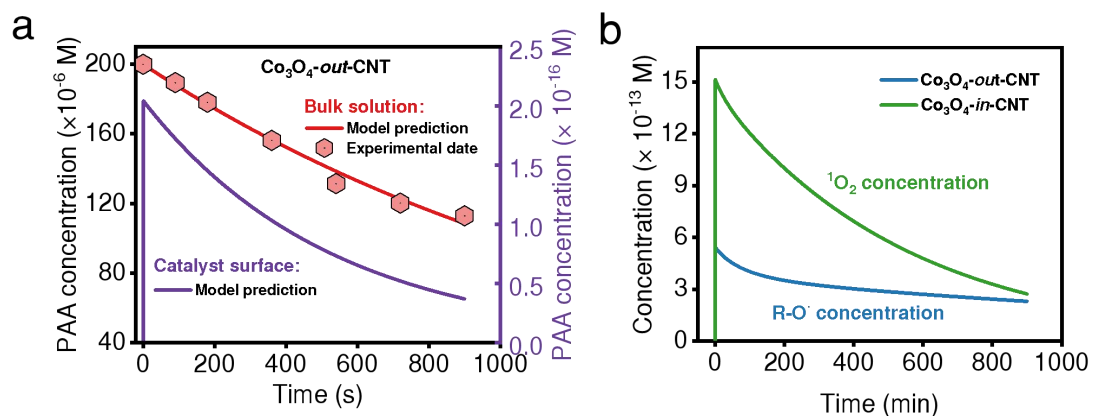 a
Co₃O₄-out-CNT
Bulk solution:
Model prediction
Experimental date
Catalyst surface:
Model prediction
PAA concentration (×10⁻⁶ M)
200
160
120
80
40
PAA concentration (× 10⁻¹⁶ M)
2.5
2.0
1.5
1.0
0.5
0.0
0 200 400 600 800 1000
Time (s)
b
Co₃O₄-out-CNT
Co₃O₄-in-CNT
¹O₂ concentration
R-O· concentration
Concentration (× 10⁻¹³ M)
15
12
9
6
3
0
0 200 400 600 800 1000
Time (min)